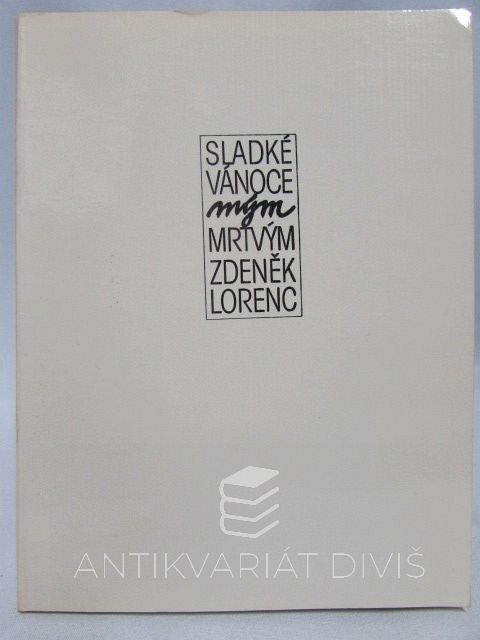 SLADKÉ
VÁNOCE
mým
MRTVÝM
ZDENĚK
LORENC
ANTIKVARIÁT DIVIŠ